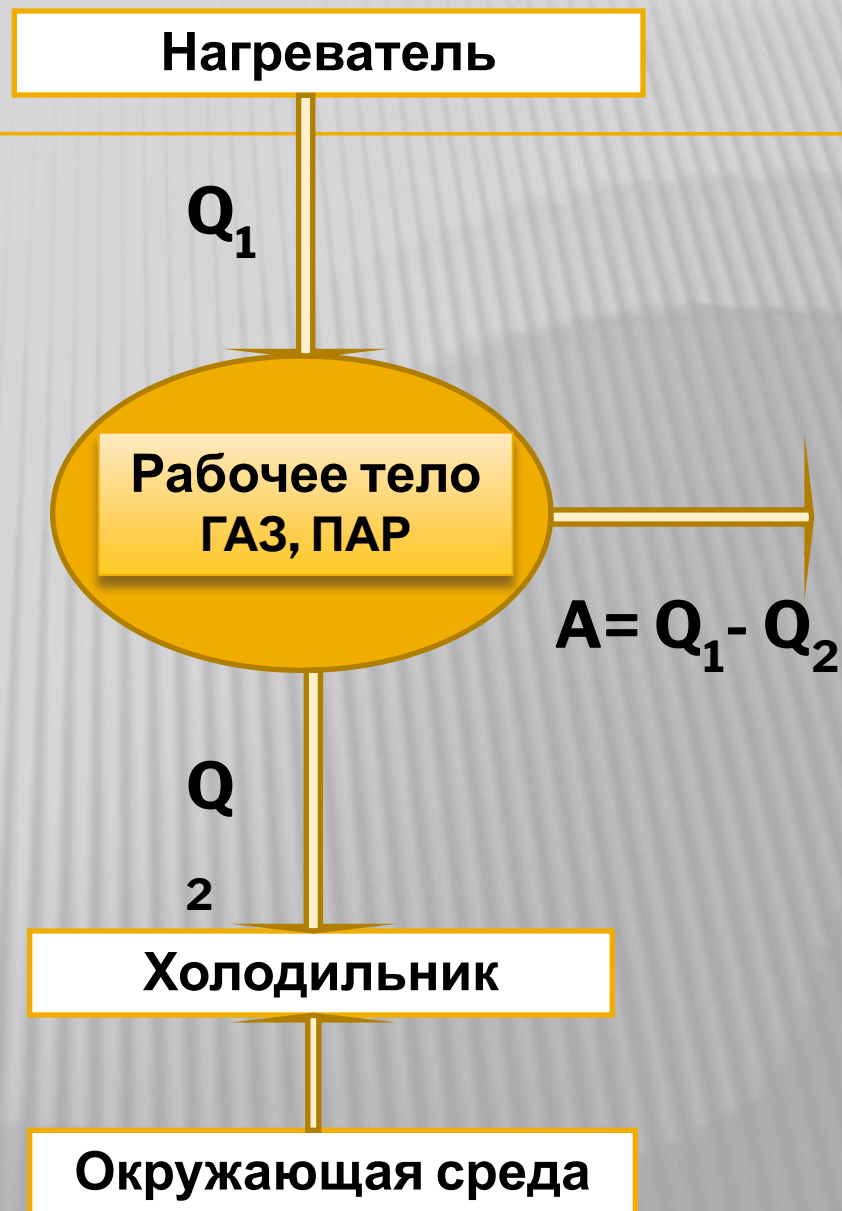 Нагреватель
Q₁
Рабочее тело
ГАЗ, ПАР
A= Q₁- Q₂
Q
2
Холодильник
Окружающая среда